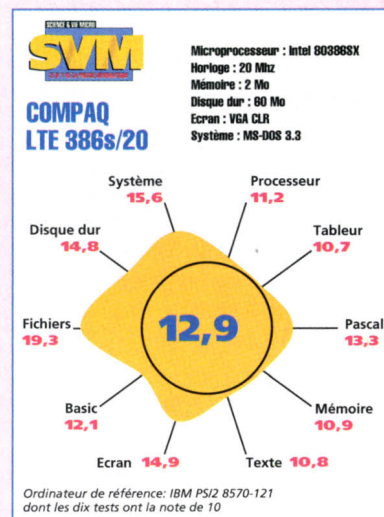 SCIENCE & VIE MICRO
SVM
COMPAQ
LTE 386s/20
Microprocesseur : Intel 80386SX
Horloge : 20 Mhz
Mémoire : 2 Mo
Disque dur : 60 Mo
Ecran : VGA CLR
Système : MS-DOS 3.3
Système
15,6
Processeur
11,2
Disque dur
14,8
Tableur
10,7
Fichiers
19,3
12,9
Pascal
13,3
Basic
12,1
Mémoire
10,9
Ecran 14,9
Texte 10,8
Ordinateur de référence: IBM PS/2 8570-121
dont les dix tests ont la note de 10